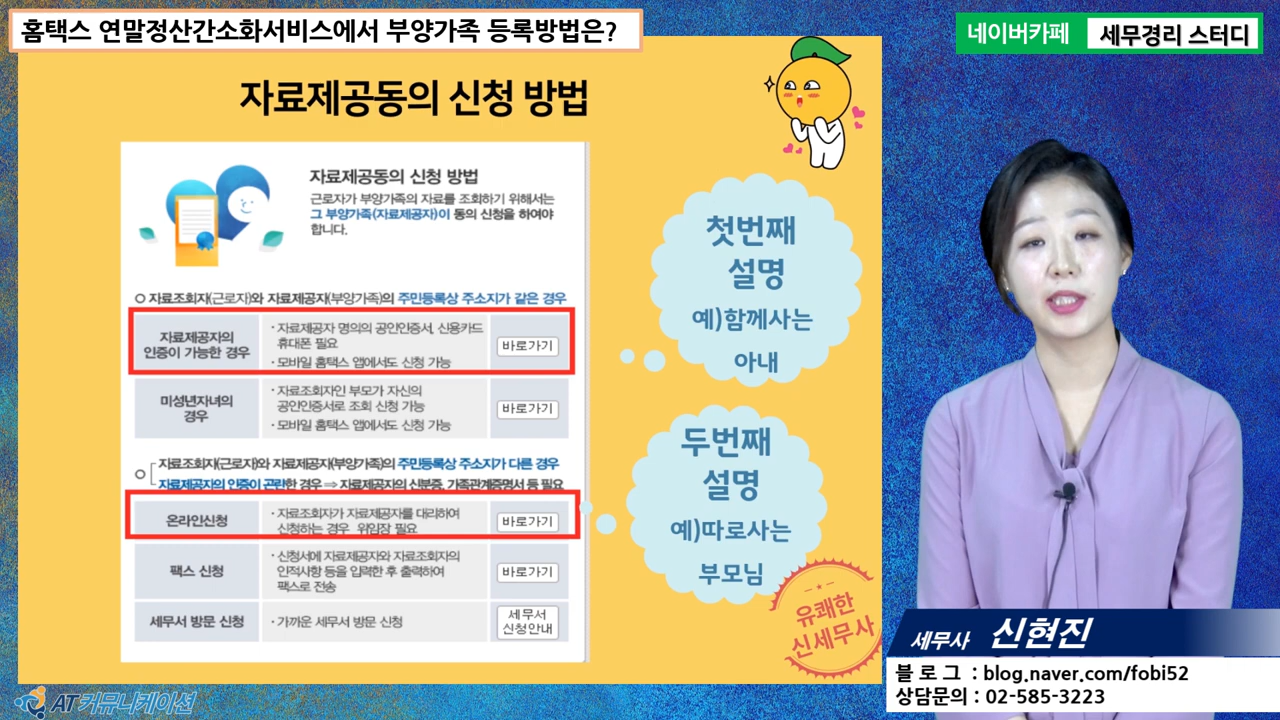 홈택스 연말정산간소화서비스에서 부양가족 등록방법은?
네이버카페 세무경리 스터디
자료제공동의 신청 방법
자료제공동의 신청 방법
근로자가 부양가족의 자료를 조회하기 위해서는
그 부양가족(자료제공자)이 동의 신청을 하여야
합니다.
○ 자료조회자(근로자)와 자료제공자(부양가족)의 주민등록상 주소지가 같은 경우
자료제공자의
인증이 가능한 경우
· 자료제공자 명의의 공인인증서, 신용카드
휴대폰 필요
· 모바일 홈택스 앱에서도 신청 가능
바로가기
미성년자녀의
경우
· 자료조회자인 부모가 자신의
공인인증서로 조회 신청 가능
· 모바일 홈택스 앱에서도 신청 가능
바로가기
○ 자료조회자(근로자)와 자료제공자(부양가족)의 주민등록상 주소지가 다른 경우
자료제공자의 인증이 곤란한 경우 ⇒ 자료제공자의 신분증, 가족관계증명서 등 필요
온라인신청
· 자료조회자가 자료제공자를 대리하여
신청하는 경우 위임장 필요
바로가기
팩스 신청
· 신청서에 자료제공자와 자료조회자의
인적사항 등을 입력한 후 출력하여
팩스로 전송
바로가기
세무서 방문 신청
· 가까운 세무서 방문 신청
세무서
신청안내
첫번째
설명
예)함께사는
아내
두번째
설명
예)따로사는
부모님
유쾌한
신세무사
세무사 신현진
블 로 그 : blog.naver.com/fobi52
상담문의 : 02-585-3223
AT커뮤니케이션